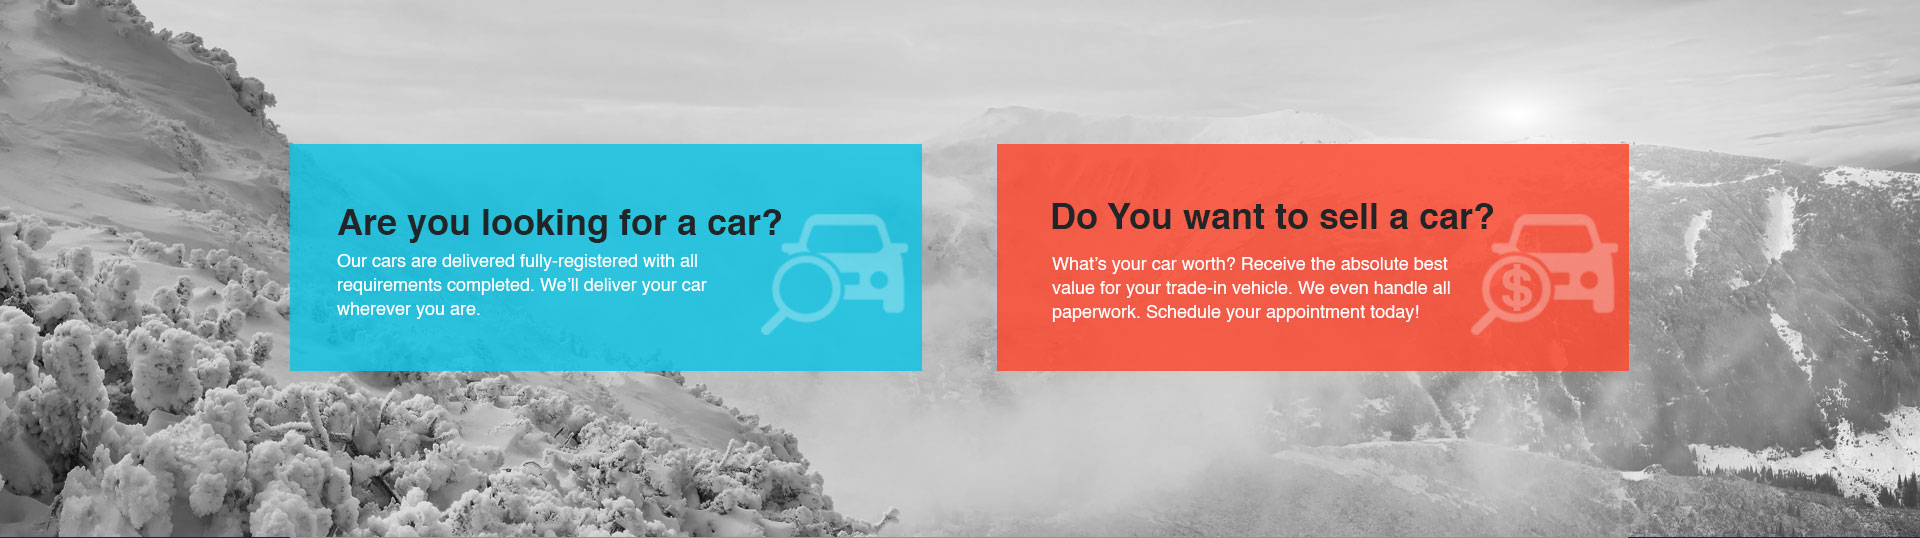 Are you looking for a car?
Our cars are delivered fully-registered with all
requirements completed. We’ll deliver your car
wherever you are.
Do You want to sell a car?
What’s your car worth? Receive the absolute best
value for your trade-in vehicle. We even handle all
paperwork. Schedule your appointment today!
$